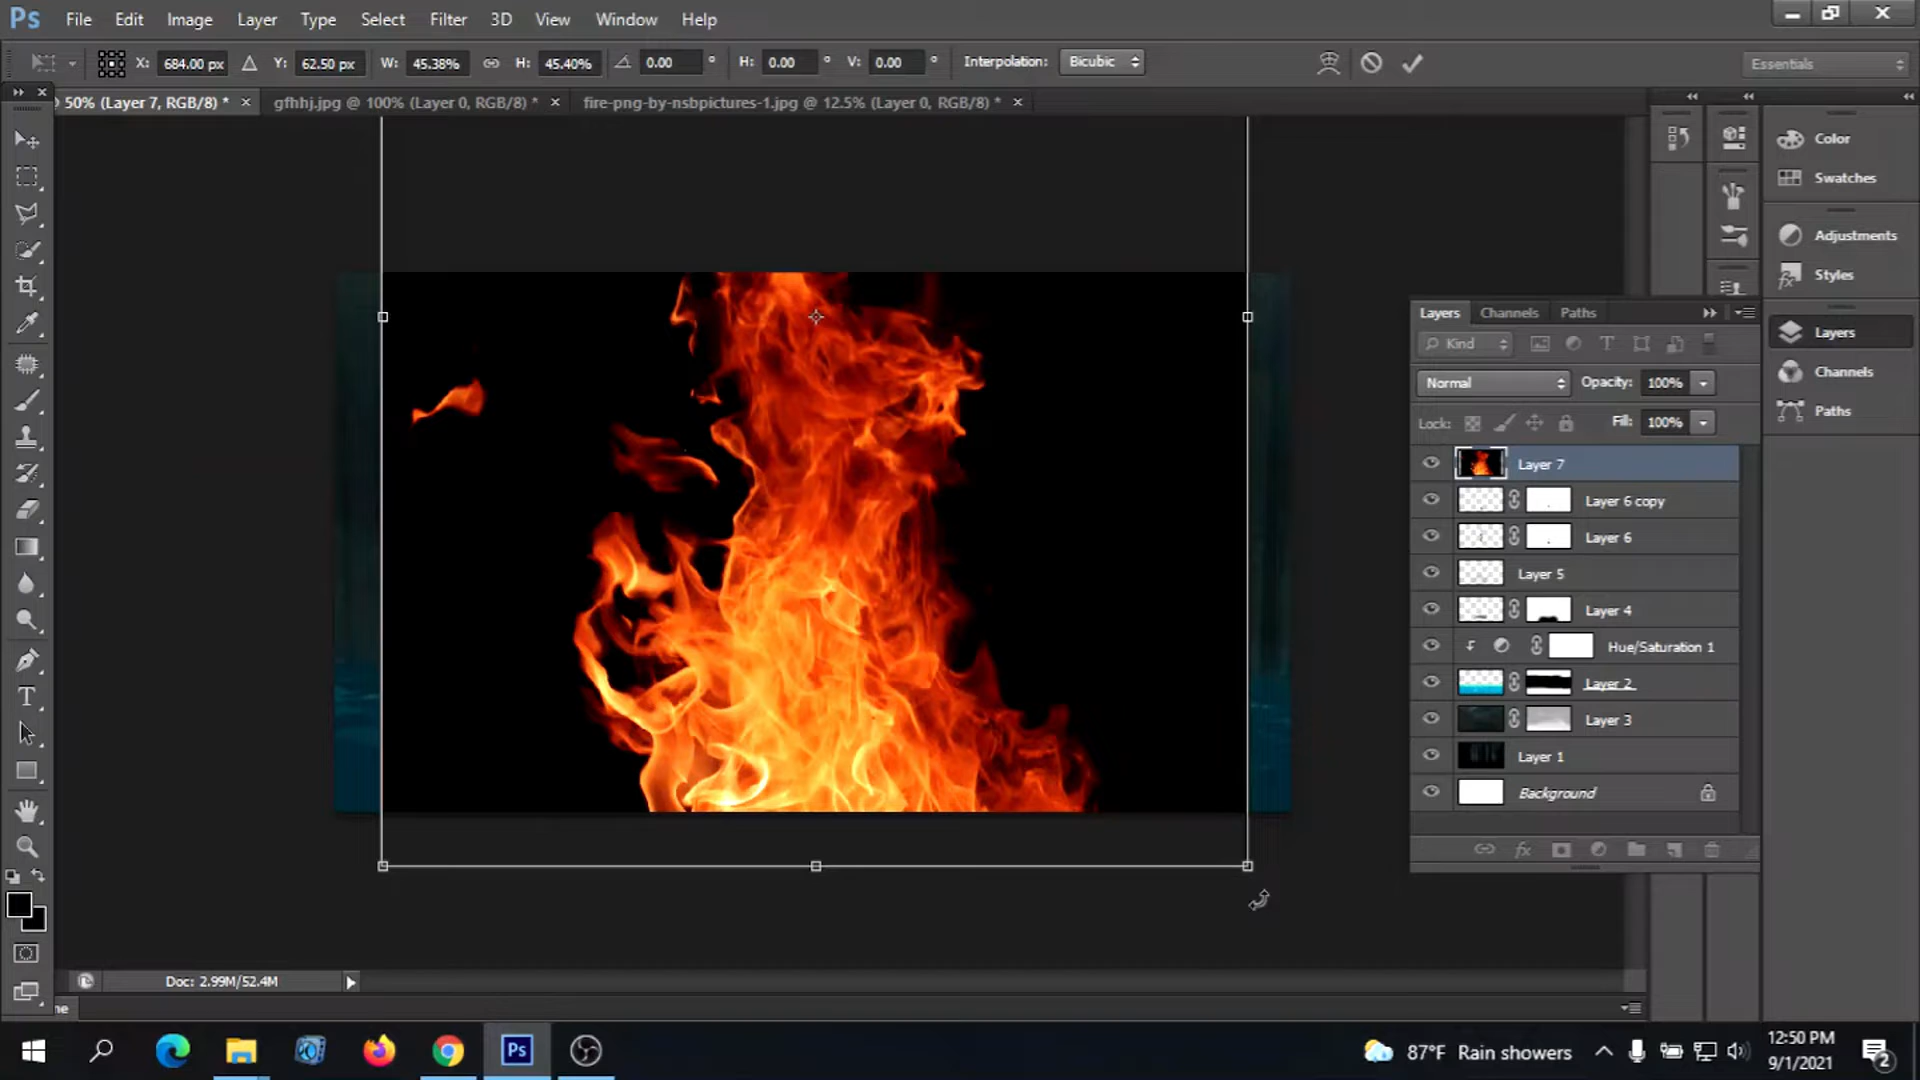 Ps File Edit Image Layer Type Select Filter 3D View Window Help
X: 684.00 px Y: 62.50 px W: 45.38% H: 45.40% 0.00 ° H: 0.00 ° V: 0.00 ° Interpolation: Bicubic Essentials
50% (Layer 7, RGB/8) * × gfhhj.jpg @ 100% (Layer 0, RGB/8) * × fire-png-by-nsbpictures-1.jpg @ 12.5% (Layer 0, RGB/8) * ×
Color
Swatches
Adjustments
Styles
Layers
Channels
Paths
Layers Channels Paths
Kind
Normal Opacity: 100%
Lock: Fill: 100%
Layer 7
Layer 6 copy
Layer 6
Layer 5
Layer 4
Hue/Saturation 1
Layer 2
Layer 3
Layer 1
Background
fx
T
Doc: 2.99M/52.4M
ne
Ps
87°F Rain showers
12:50 PM
9/1/2021
2